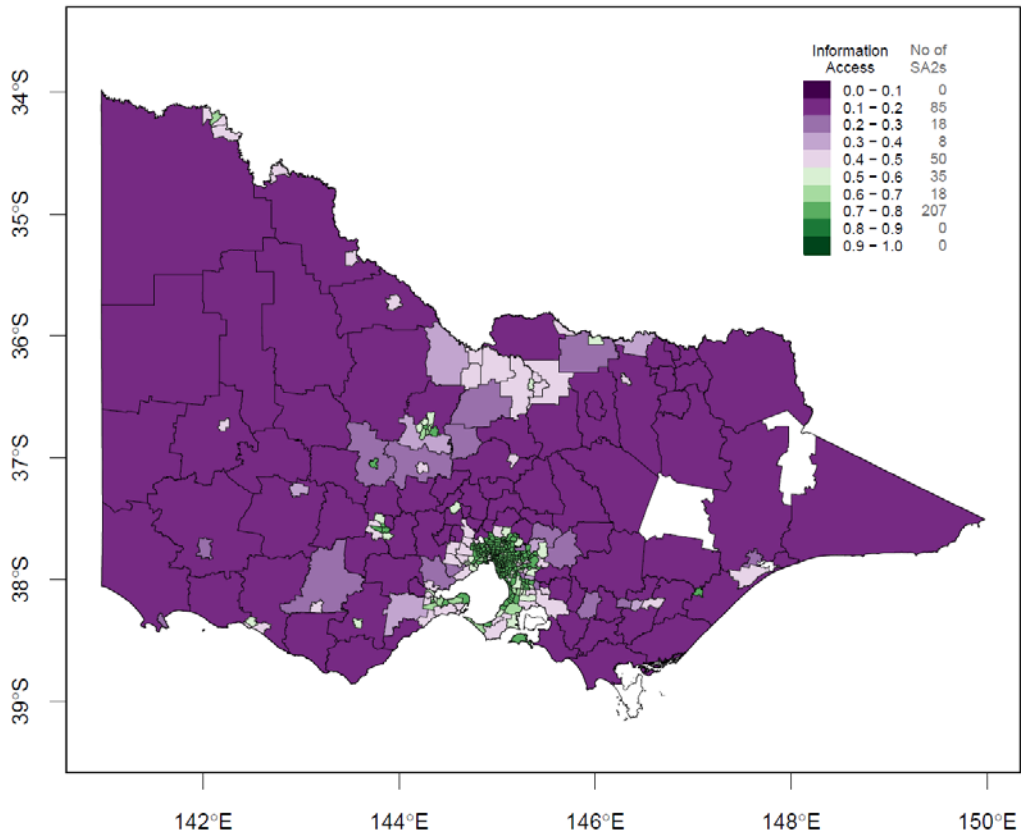 Information No of
Access SA2s
0.0 – 0.1 0
0.1 – 0.2 85
0.2 – 0.3 18
0.3 – 0.4 8
0.4 – 0.5 50
0.5 – 0.6 35
0.6 – 0.7 18
0.7 – 0.8 207
0.8 – 0.9 0
0.9 – 1.0 0
34°S
35°S
36°S
37°S
38°S
39°S
142°E 144°E 146°E 148°E 150°E